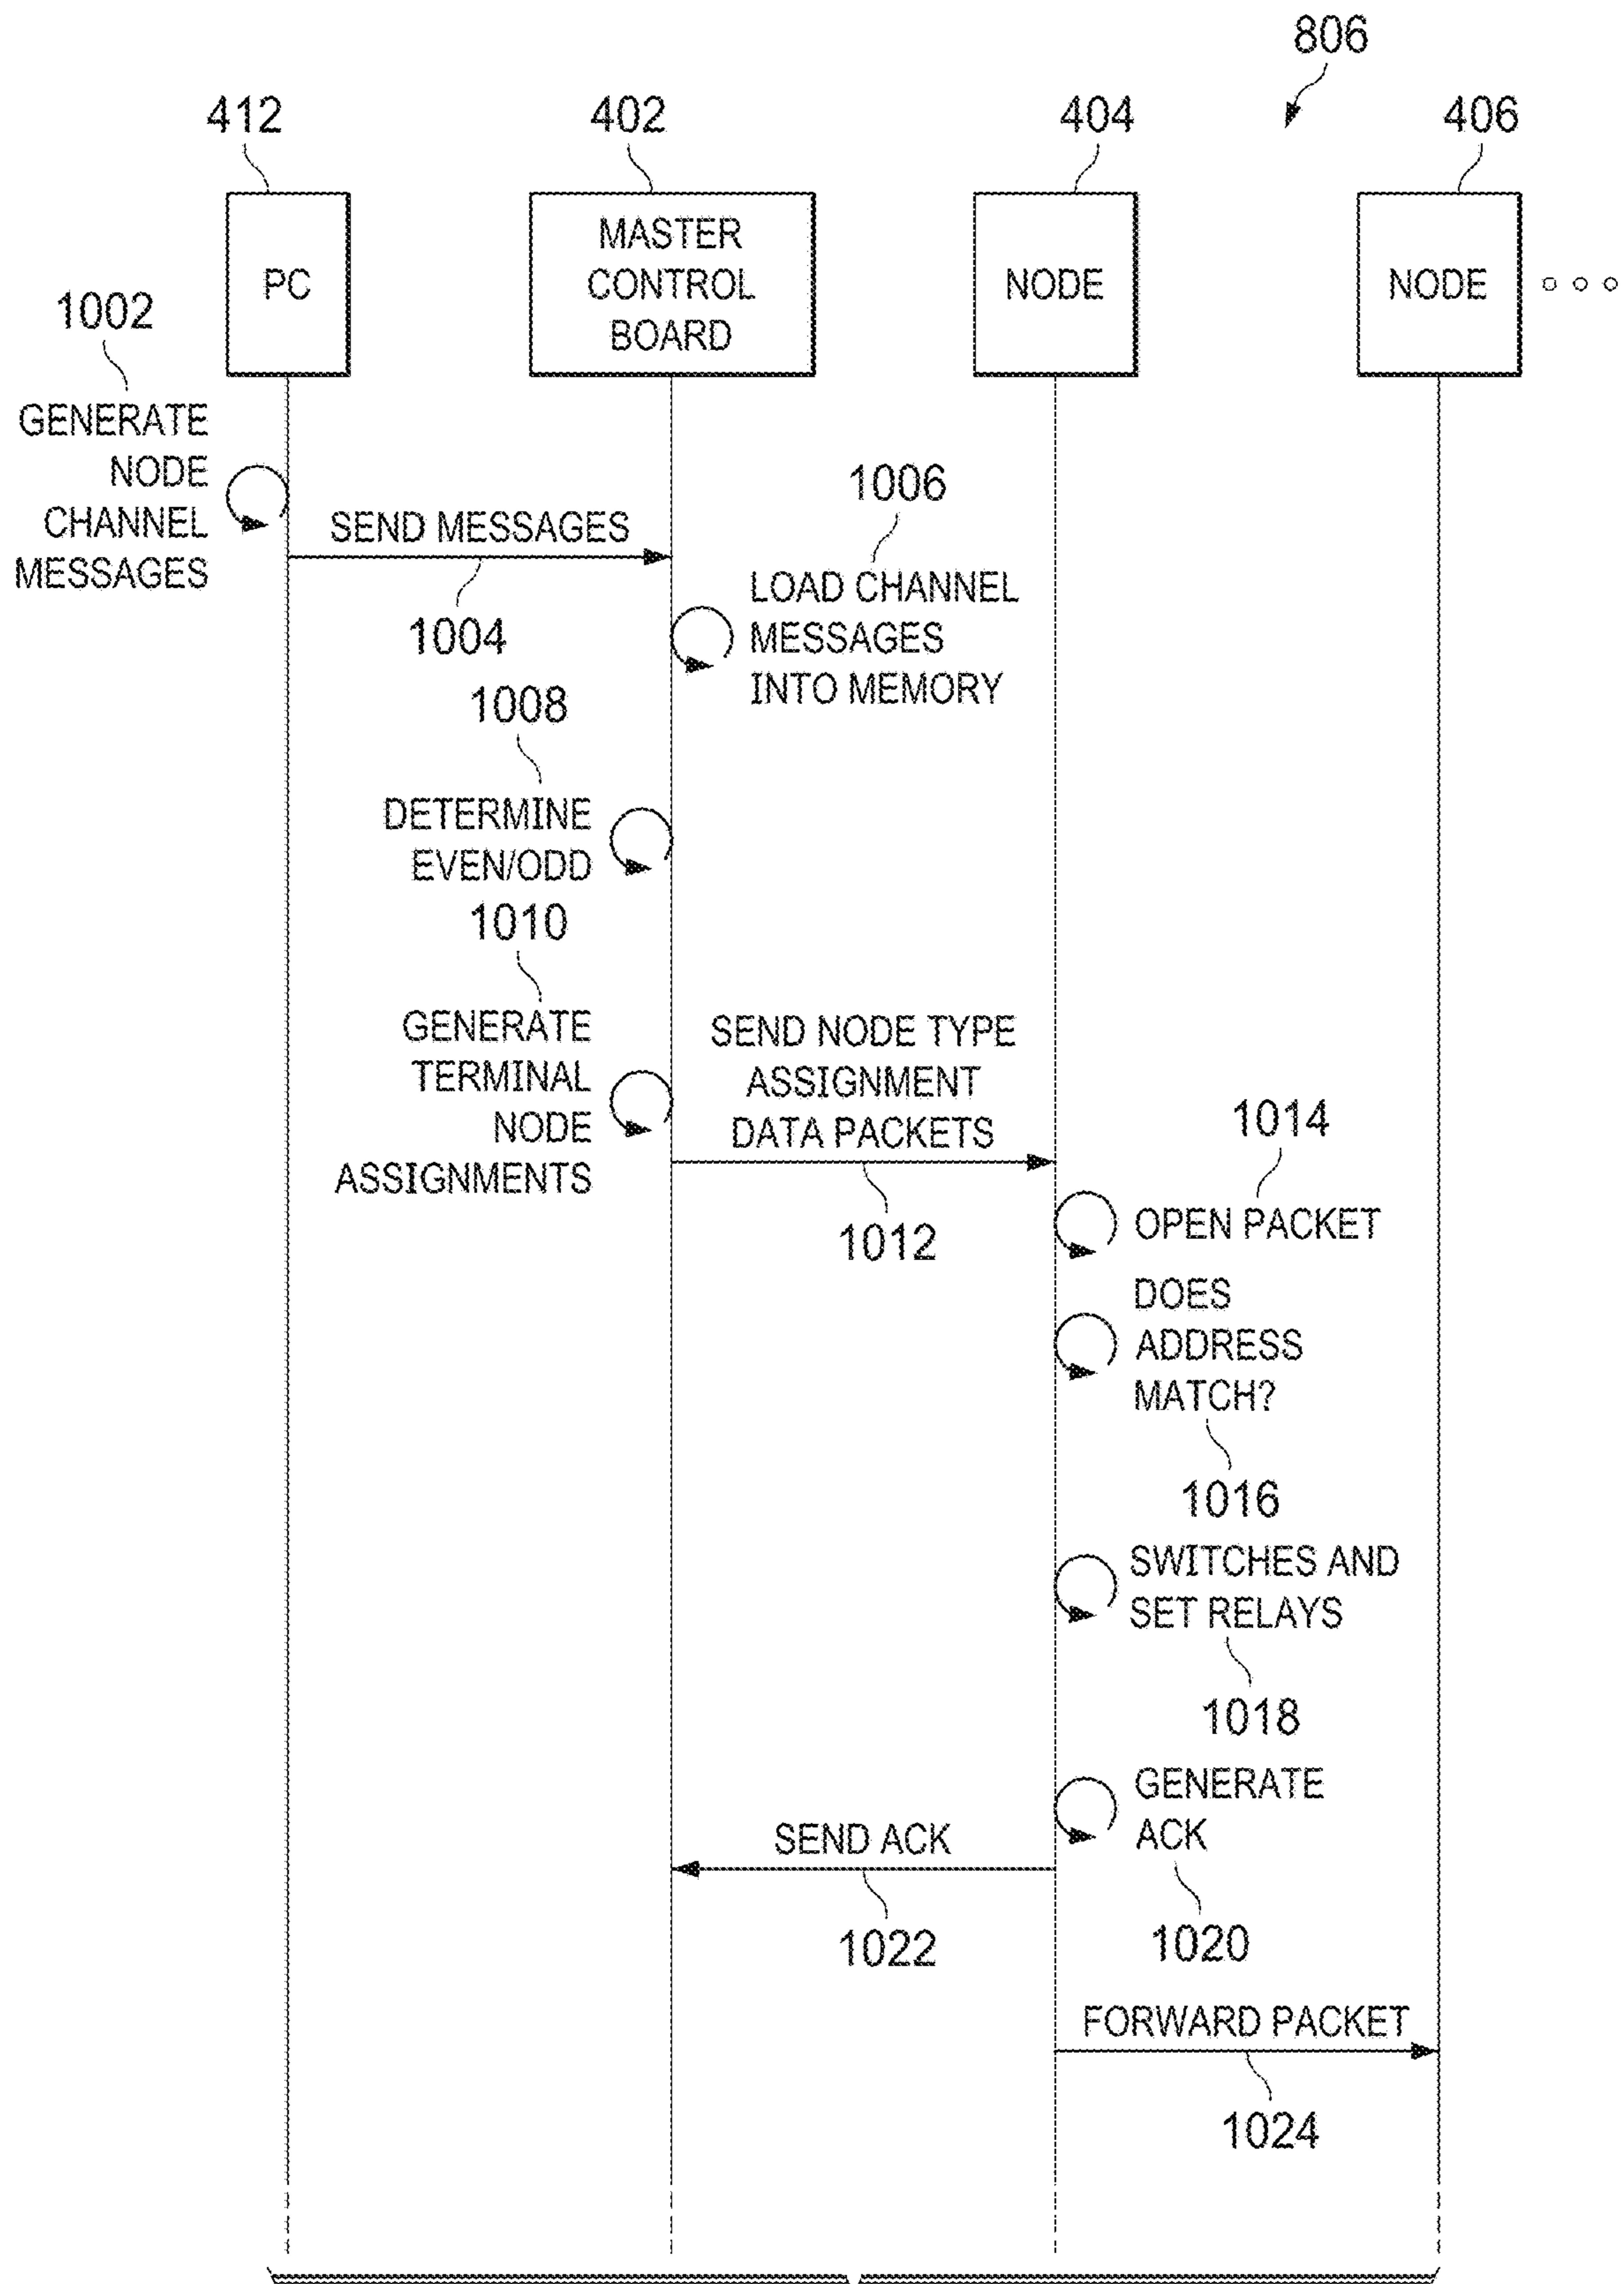 806
412
402
404
406
PC
MASTER
CONTROL
BOARD
NODE
NODE
1002
GENERATE
NODE
CHANNEL
MESSAGES
SEND MESSAGES
1004
1006
LOAD CHANNEL
MESSAGES
INTO MEMORY
1008
DETERMINE
EVEN/ODD
1010
GENERATE
TERMINAL
NODE
ASSIGNMENTS
SEND NODE TYPE
ASSIGNMENT
DATA PACKETS
1012
1014
OPEN PACKET
DOES
ADDRESS
MATCH?
1016
SWITCHES AND
SET RELAYS
1018
GENERATE
ACK
1020
SEND ACK
1022
FORWARD PACKET
1024